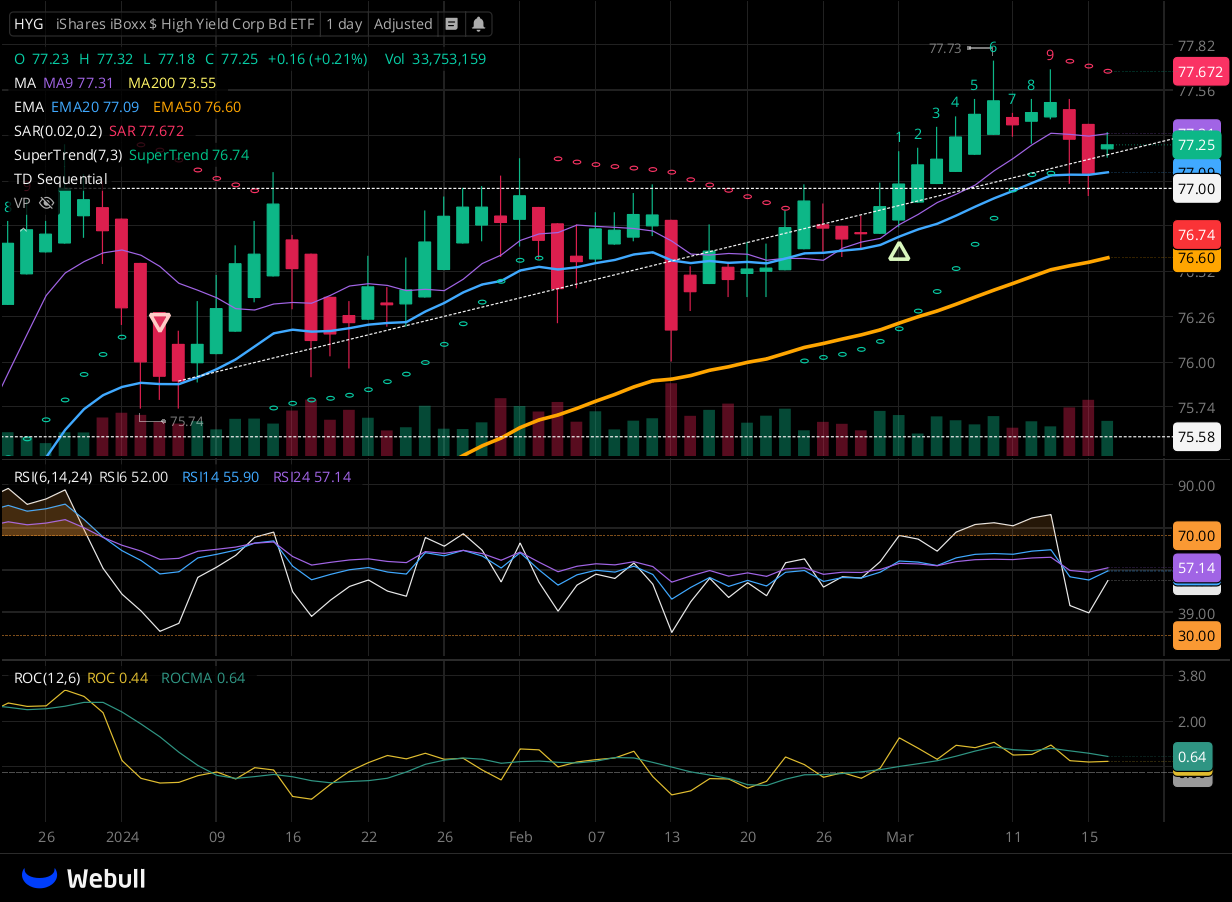 HYG iShares iBoxx $ High Yield Corp Bd ETF 1 day Adjusted
O 77.23 H 77.32 L 77.18 C 77.25 +0.16 (+0.21%) Vol 33,753,159
MA MA9 77.31 MA200 73.55
EMA EMA20 77.09 EMA50 76.60
SAR(0.02,0.2) SAR 77.672
SuperTrend(7,3) SuperTrend 76.74
TD Sequential
VP
8
77.73
1
2
3
4
5
6
7
8
9
75.74
77.82
77.672
77.56
77.25
77.09
77.00
76.74
76.60
76.52
76.26
76.00
75.74
75.58
RSI(6,14,24) RSI6 52.00 RSI14 55.90 RSI24 57.14
90.00
70.00
57.14
39.00
30.00
ROC(12,6) ROC 0.44 ROCMA 0.64
3.80
2.00
0.64
26 2024 09 16 22 26 Feb 07 13 20 26 Mar 11 15
Webull